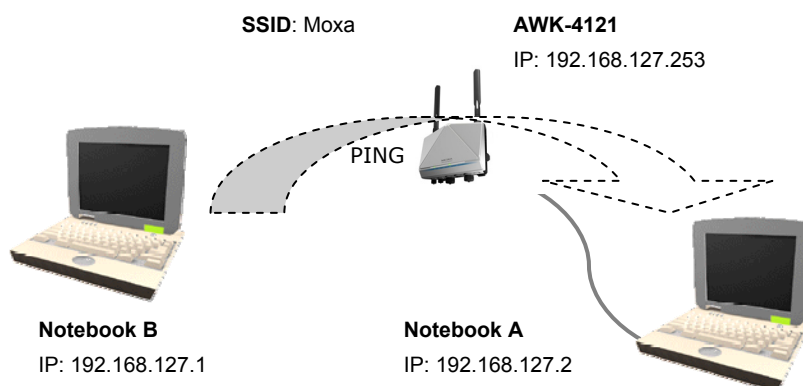 SSID: Moxa
AWK-4121
IP: 192.168.127.253
PING
Notebook B
IP: 192.168.127.1
Notebook A
IP: 192.168.127.2